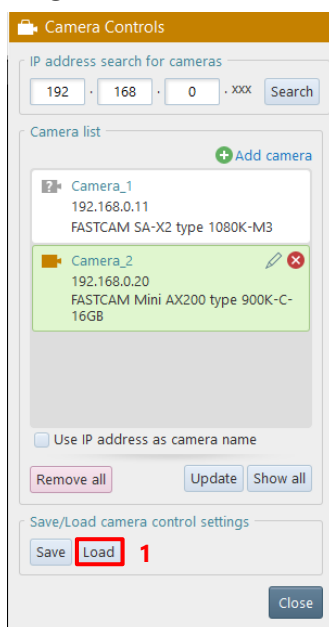 Camera Controls
IP address search for cameras
192 . 168 . 0 . xxx Search
Camera list
Add camera
? Camera_1
192.168.0.11
FASTCAM SA-X2 type 1080K-M3
Camera_2
192.168.0.20
FASTCAM Mini AX200 type 900K-C-
16GB
Use IP address as camera name
Remove all Update Show all
Save/Load camera control settings
Save Load 1
Close